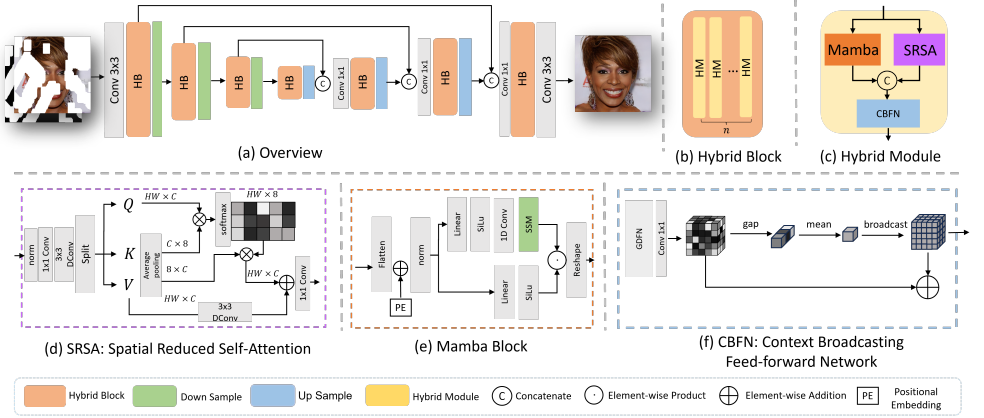 Conv 3x3
HB
HB
HB
HB
C
Conv 1x1
HB
C
Conv 1x1
HB
C
Conv 1x1
HB
Conv 3x3
(a) Overview
HM
HM
...
HM
n
(b) Hybrid Block
Mamba
SRSA
C
CBFN
(c) Hybrid Module
norm
1x1 Conv
3x3
DConv
Split
Q
K
V
HW × C
Average
pooling
C × 8
8 × C
HW × C
softmax
HW × 8
HW × C
3x3
DConv
1x1 Conv
(d) SRSA: Spatial Reduced Self-Attention
Flatten
PE
norm
Linear
SiLu
1D Conv
SSM
Linear
SiLu
Reshape
(e) Mamba Block
GDFN
Conv 1x1
gap
mean
broadcast
(f) CBFN: Context Broadcasting
Feed-forward Network
Hybrid Block
Down Sample
Up Sample
Hybrid Module
C
Concatenate
Element-wise Product
Element-wise Addition
PE
Positional
Embedding